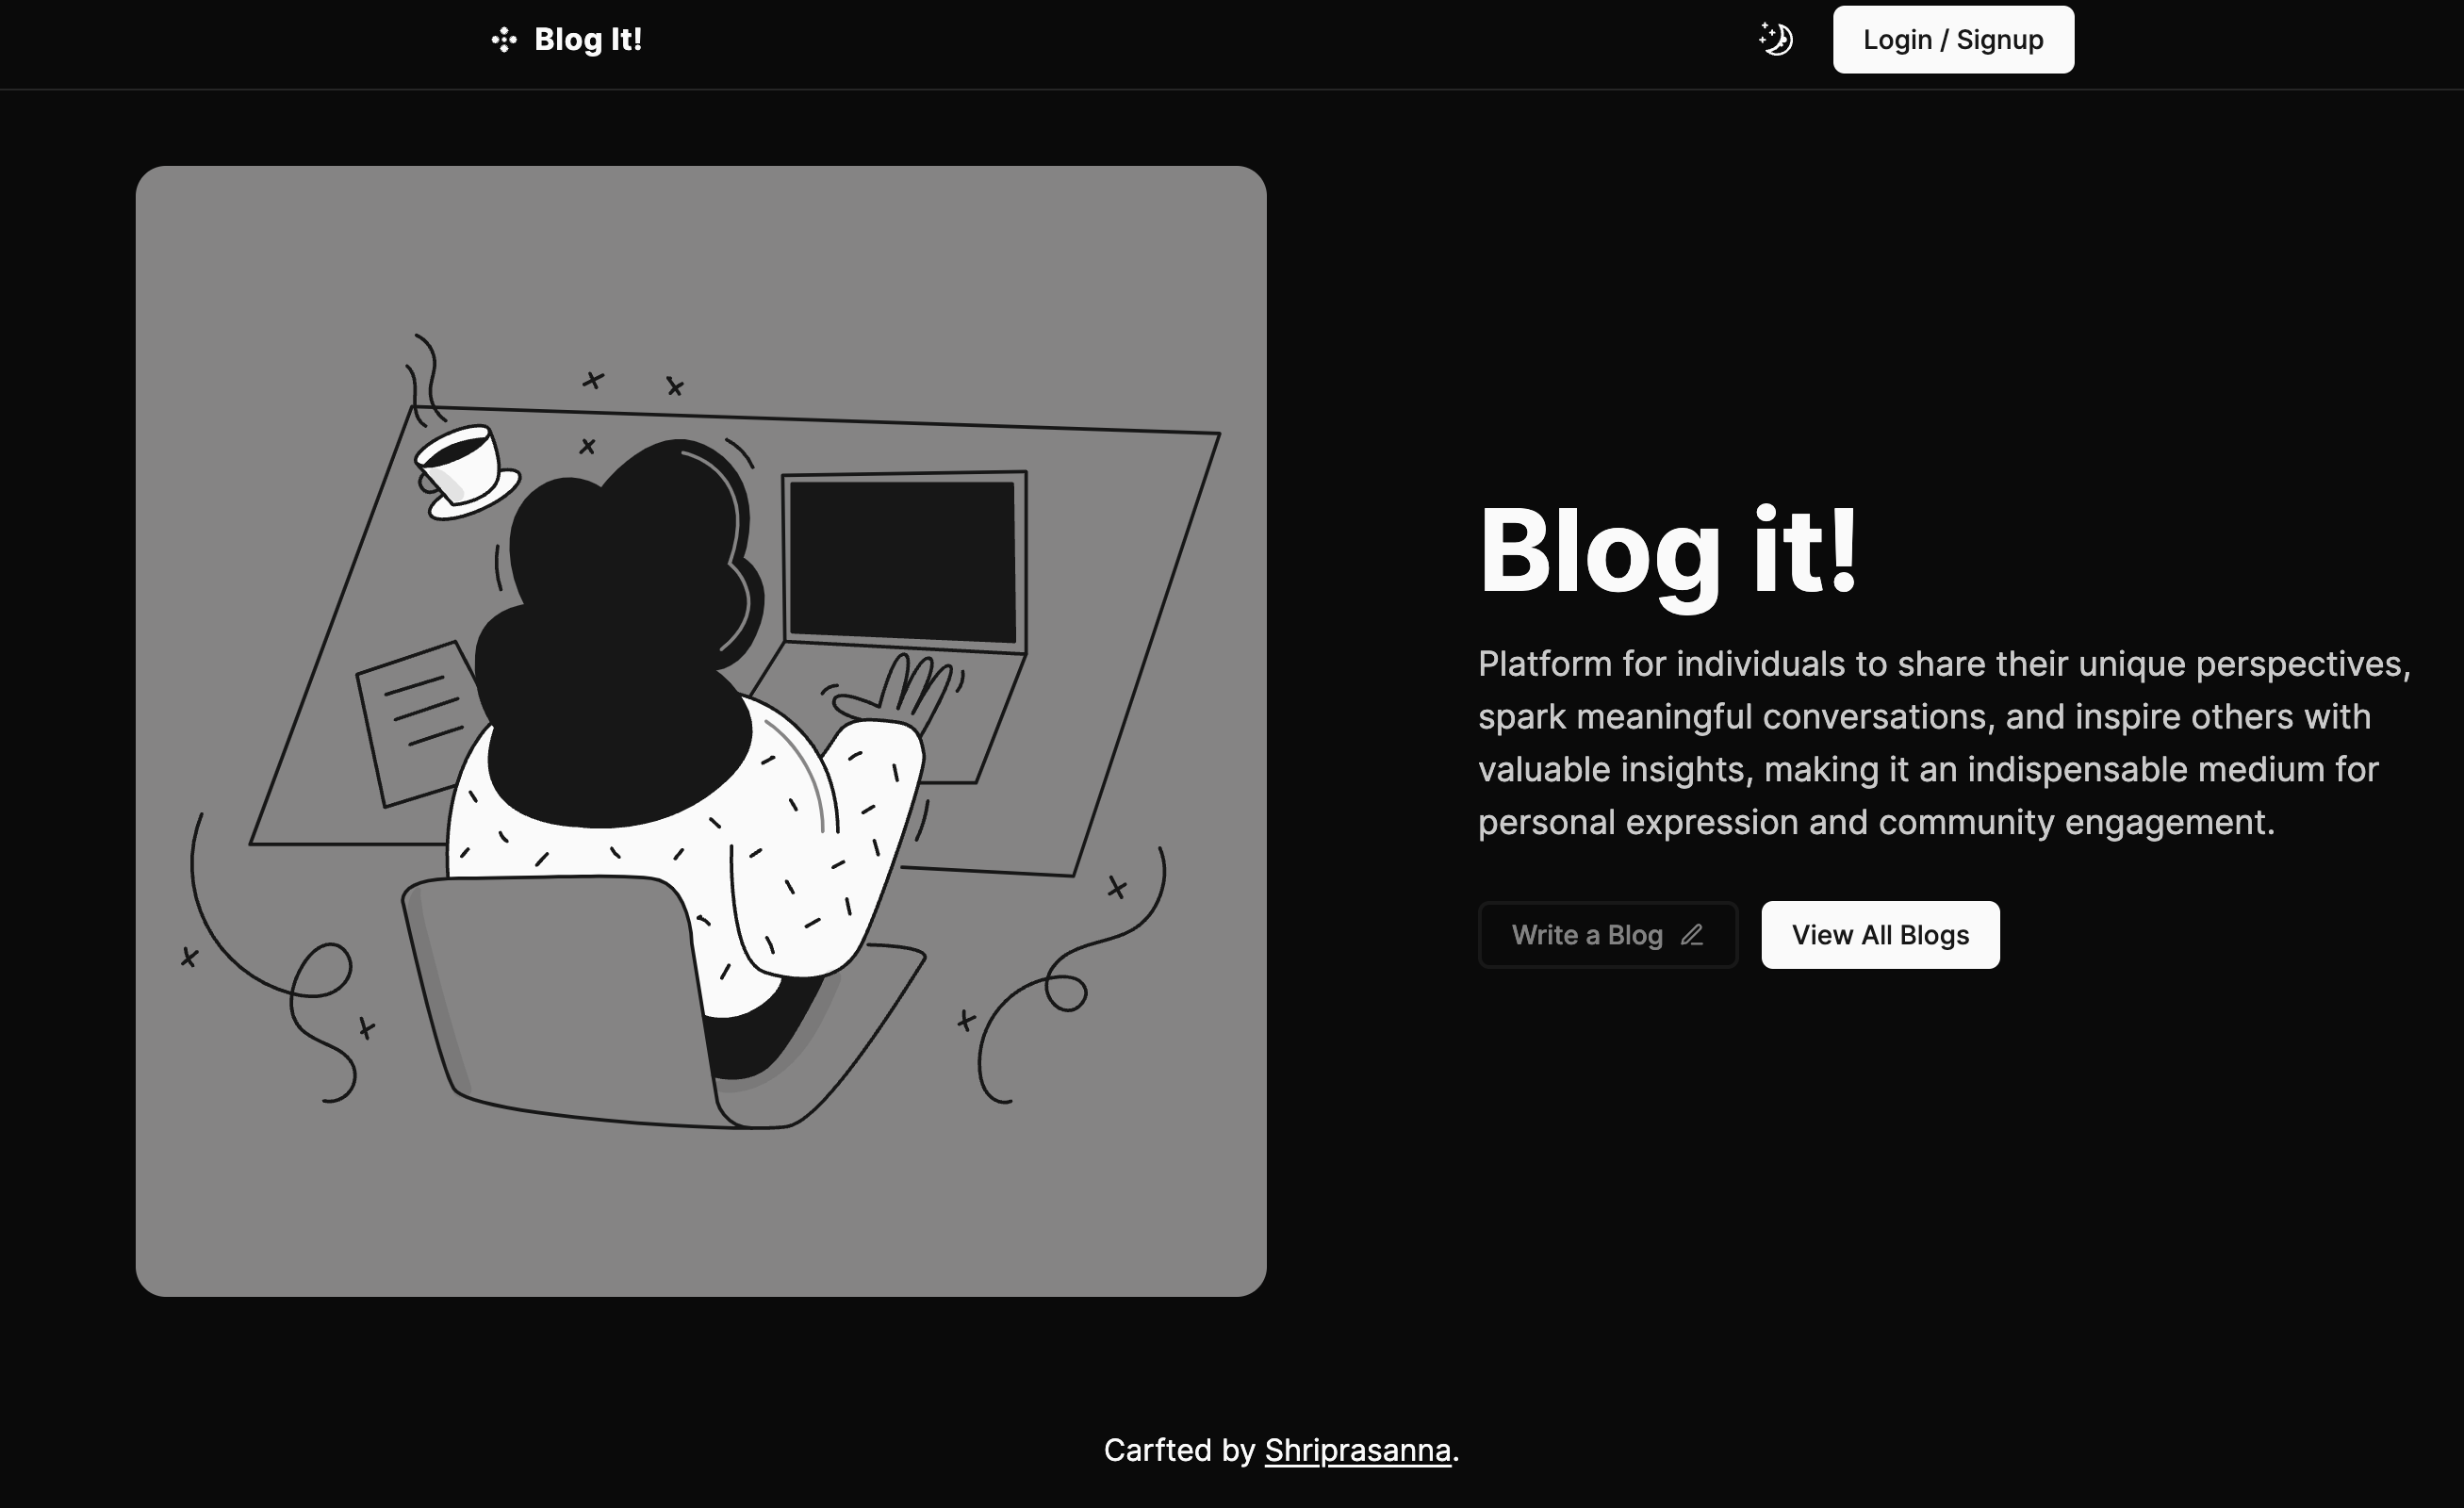 Blog It!
Login / Signup
Blog it!
Platform for individuals to share their unique perspectives,
spark meaningful conversations, and inspire others with
valuable insights, making it an indispensable medium for
personal expression and community engagement.
Write a Blog
View All Blogs
Carfted by Shriprasanna.